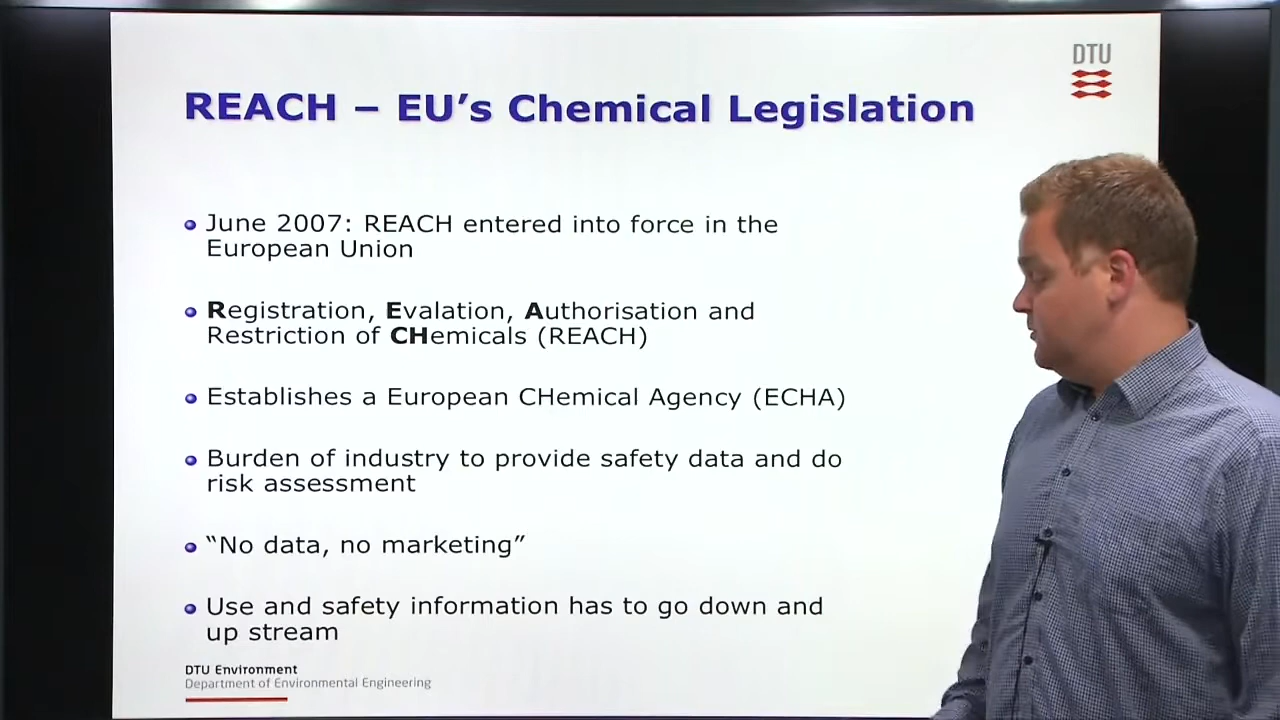 DTU
REACH – EU’s Chemical Legislation
June 2007: REACH entered into force in the
European Union
Registration, Evalation, Authorisation and
Restriction of CHemicals (REACH)
Establishes a European CHemical Agency (ECHA)
Burden of industry to provide safety data and do
risk assessment
“No data, no marketing”
Use and safety information has to go down and
up stream
DTU Environment
Department of Environmental Engineering